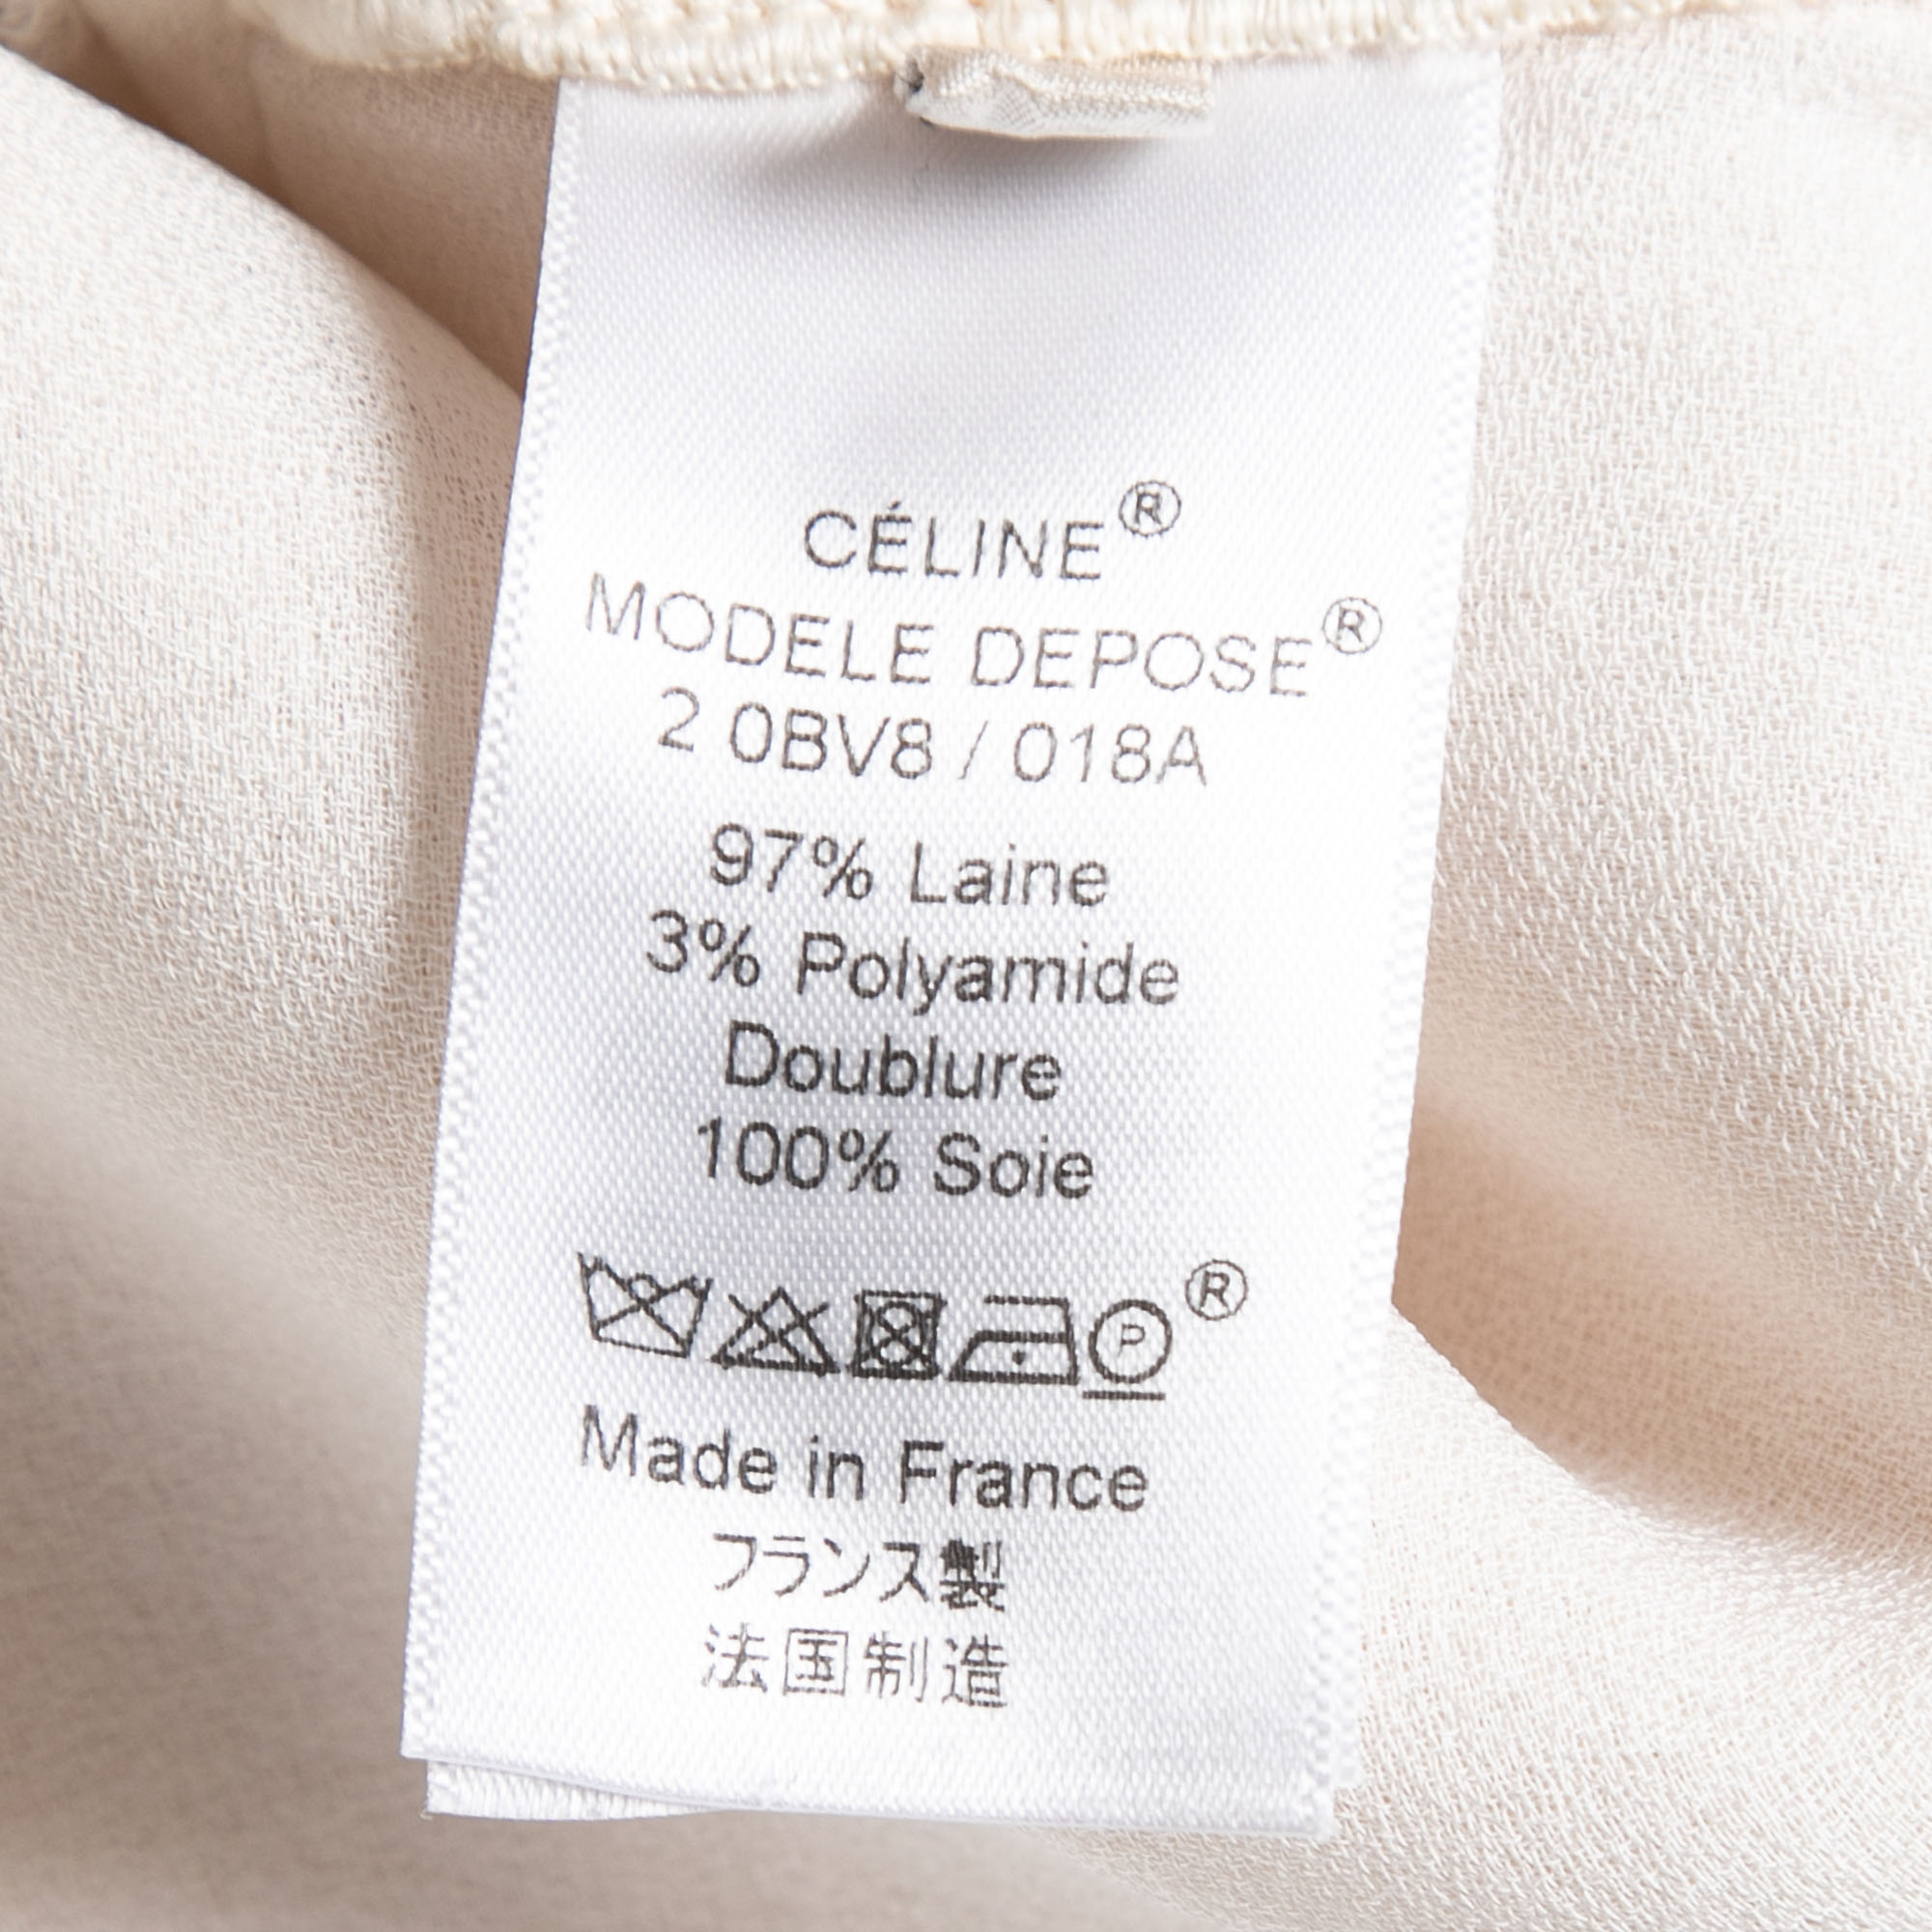 CÉLINE®
MODELE DEPOSE®
2 0BV8 / 018A
97% Laine
3% Polyamide
Doublure
100% Soie
P ®
Made in France
フランス製
法国制造